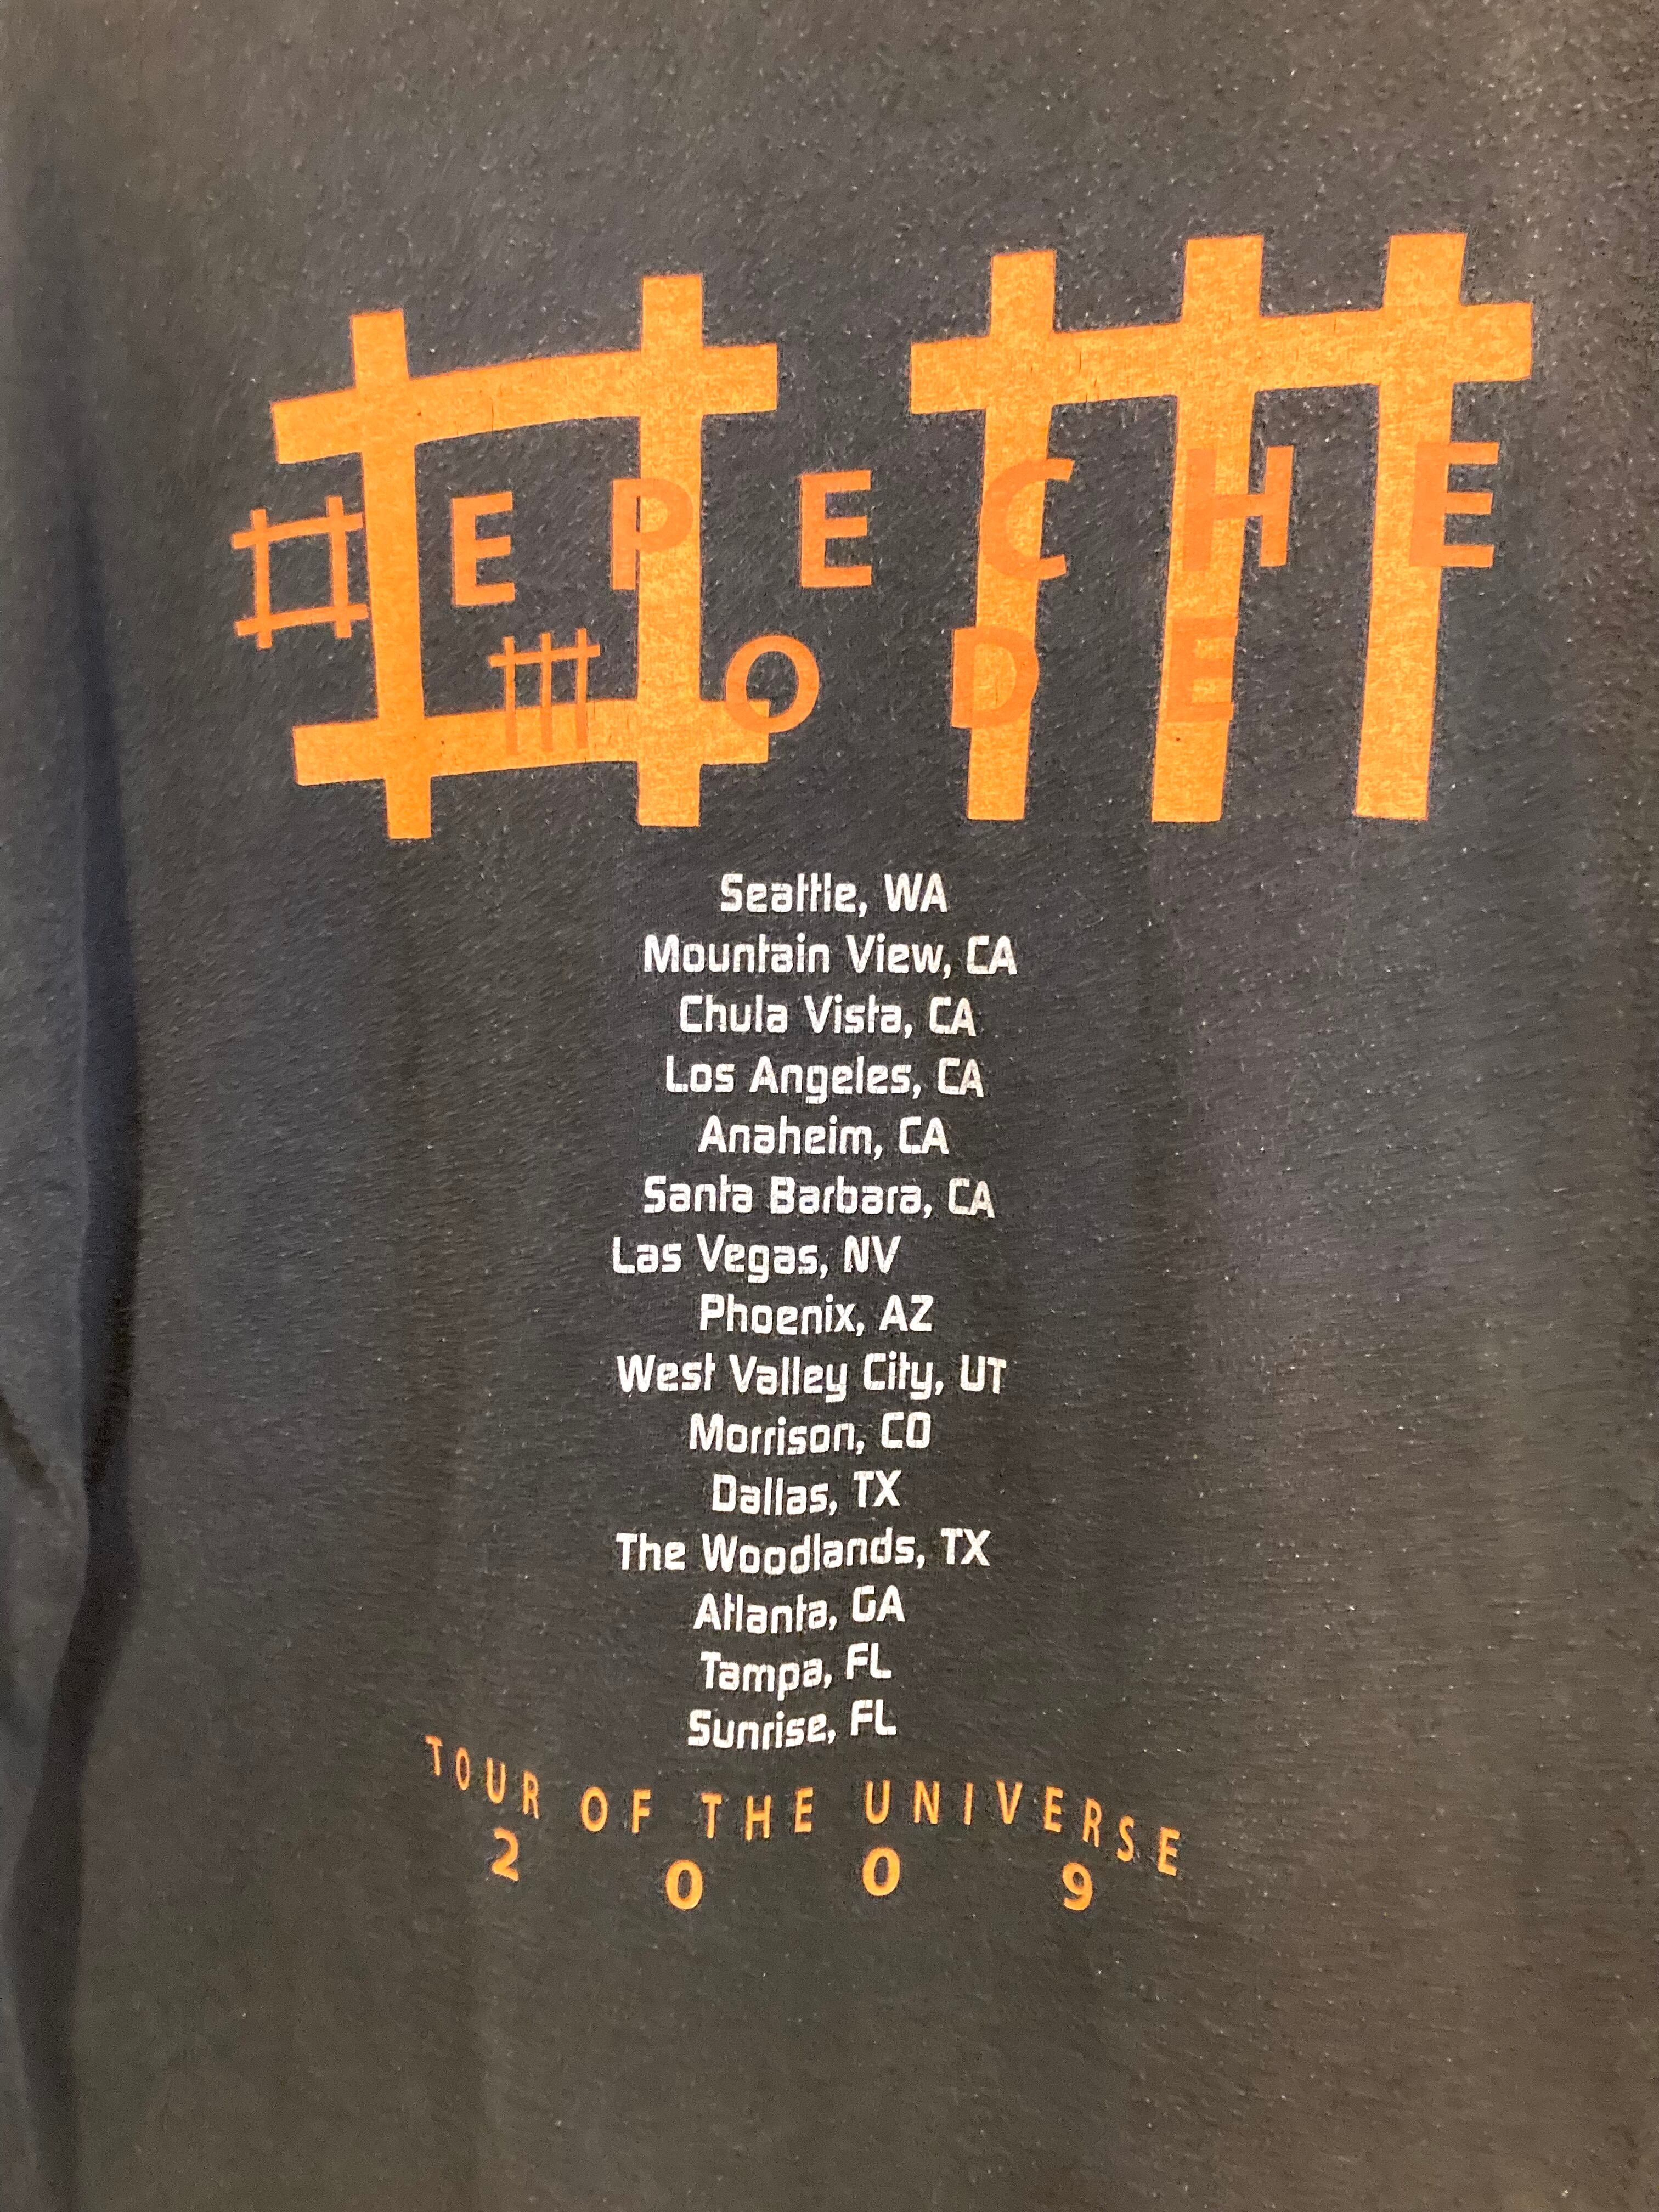 DEPECHE
MODE
Seattle, WA
Mountain View, CA
Chula Vista, CA
Los Angeles, CA
Anaheim, CA
Santa Barbara, CA
Las Vegas, NV
Phoenix, AZ
West Valley City, UT
Morrison, CO
Dallas, TX
The Woodlands, TX
Atlanta, GA
Tampa, FL
Sunrise, FL
TOUR OF THE UNIVERSE
2009